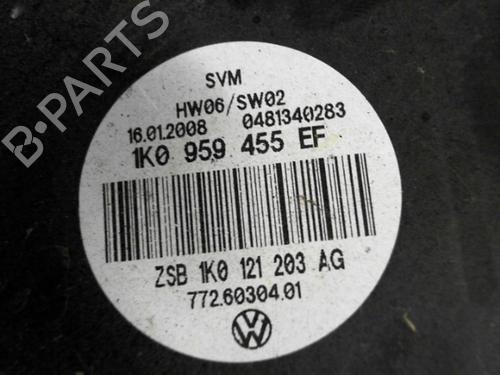 B-PARTS
SVM
HW06/SW02
16.01.2008 0481340283
1K0 959 455 EF
ZSB 1K0 121 203 AG
772.60304.01